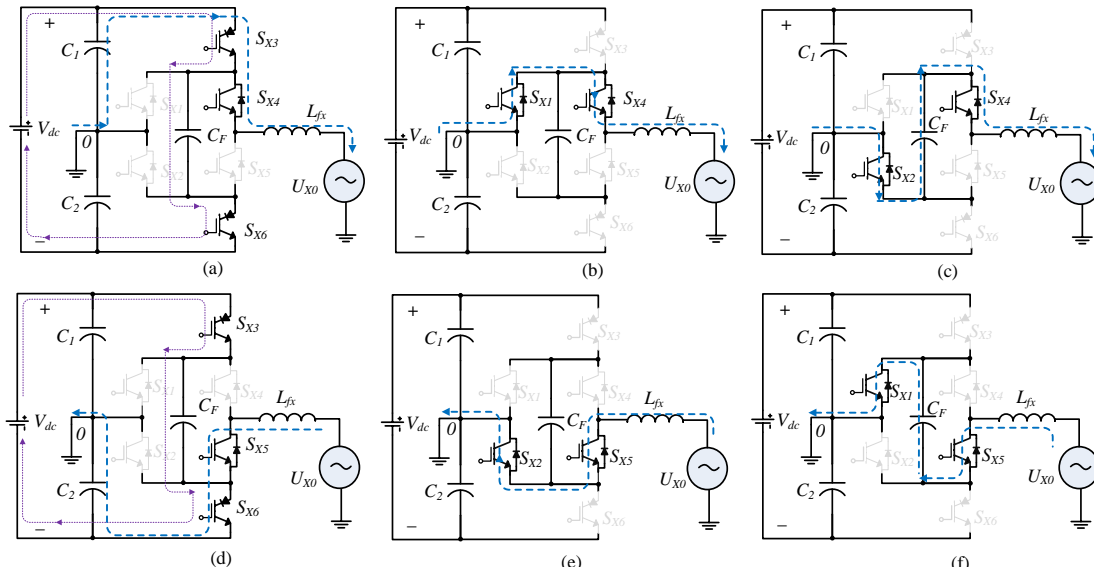 +
C1
SX3
SX1
SX4
Lfx
Vdc
0
CF
SX2
SX5
UX0
C2
SX6
−
(a)
+
C1
SX3
SX1
SX4
Lfx
Vdc
0
CF
SX2
SX5
UX0
C2
SX6
−
(b)
+
C1
SX3
SX1
SX4
Lfx
Vdc
0
CF
SX2
SX5
UX0
C2
SX6
−
(c)
+
C1
SX3
SX1
SX4
Lfx
Vdc
0
CF
SX2
SX5
UX0
C2
SX6
−
(d)
+
C1
SX3
SX1
SX4
Lfx
Vdc
0
CF
SX2
SX5
UX0
C2
SX6
−
(e)
+
C1
SX3
SX1
SX4
Lfx
Vdc
0
CF
SX2
SX5
UX0
C2
SX6
−
(f)